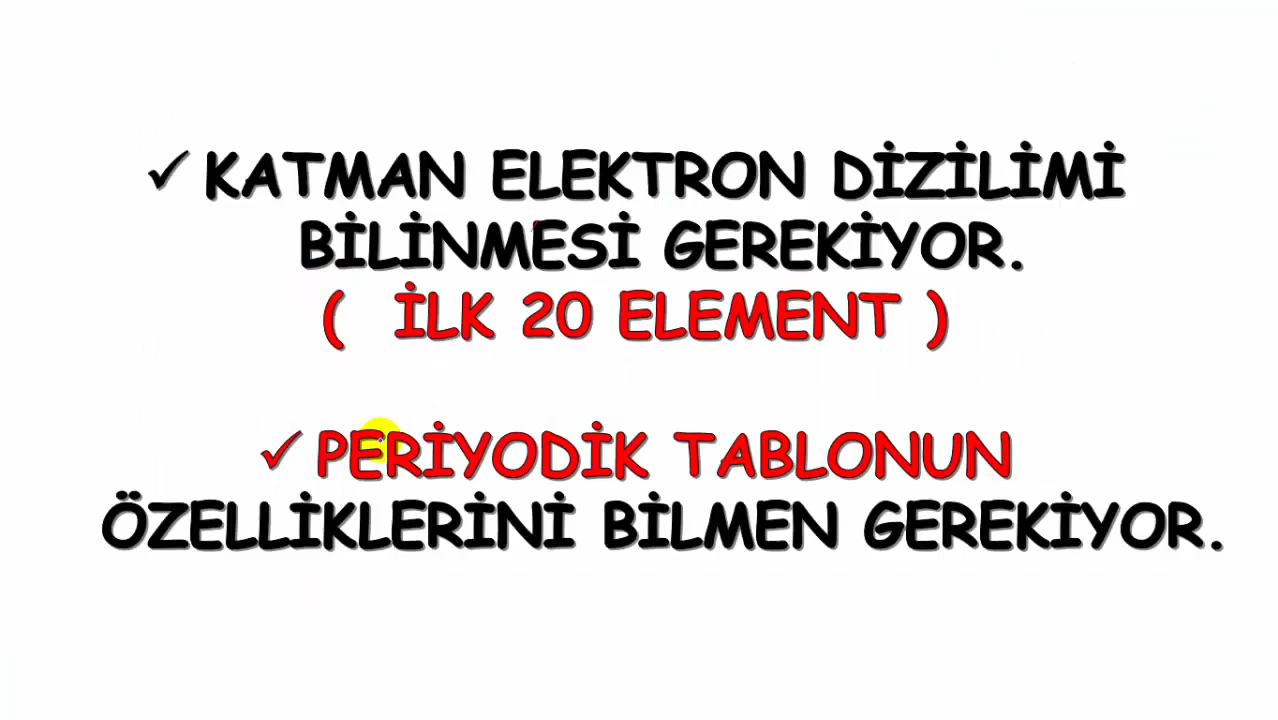 ✓ KATMAN ELEKTRON DİZİLİMİ
BİLİNMESİ GEREKİYOR.
( İLK 20 ELEMENT )
✓ PERİYODİK TABLONUN
ÖZELLİKLERİNİ BİLMEN GEREKİYOR.